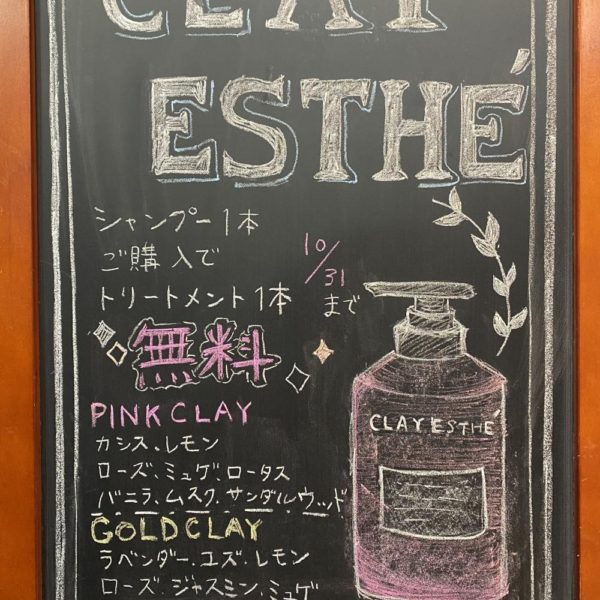 CLAY
ESTHÉ
シャンプー1本
ご購入で
トリートメント1本
10/31
まで
無料
PINK CLAY
カシス、レモン
ローズ、ミュゲ、ロータス
バニラ、ムスク、サンダルウッド
GOLD CLAY
ラベンダー、ユズ、レモン
ローズ、ジャスミン、ミュゲ
CLAY ESTHÉ